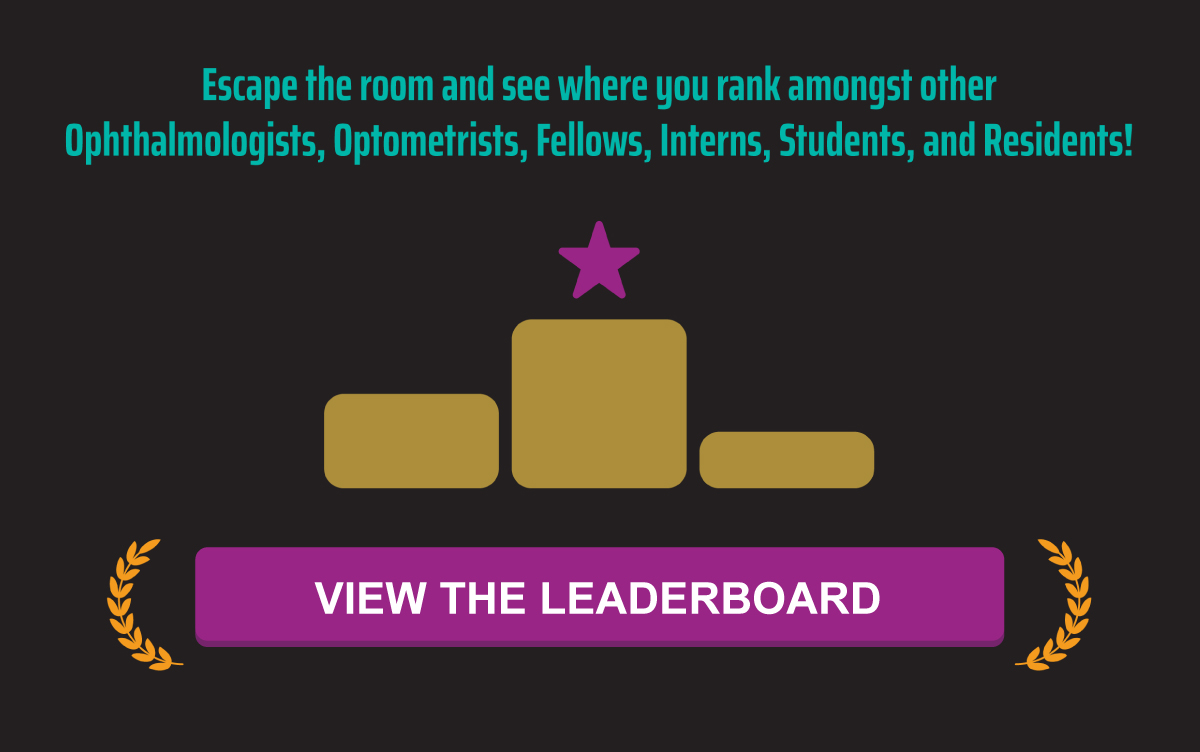 Escape the room and see where you rank amongst other
Ophthalmologists, Optometrists, Fellows, Interns, Students, and Residents!
VIEW THE LEADERBOARD